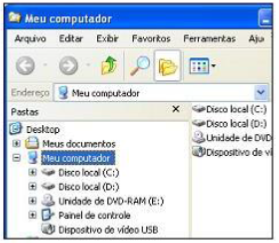 Meu computador
Arquivo Editar Exibir Favoritos Ferramentas Aju
Endereço Meu computador
Pastas
Desktop
Meus documentos
Meu computador
Disco local (C:)
Disco local (D:)
Unidade de DVD-RAM (E:)
Painel de controle
Dispositivo de vídeo USB
Disco local (C:)
Disco local (D:)
Unidade de DVD
Dispositivo de ví